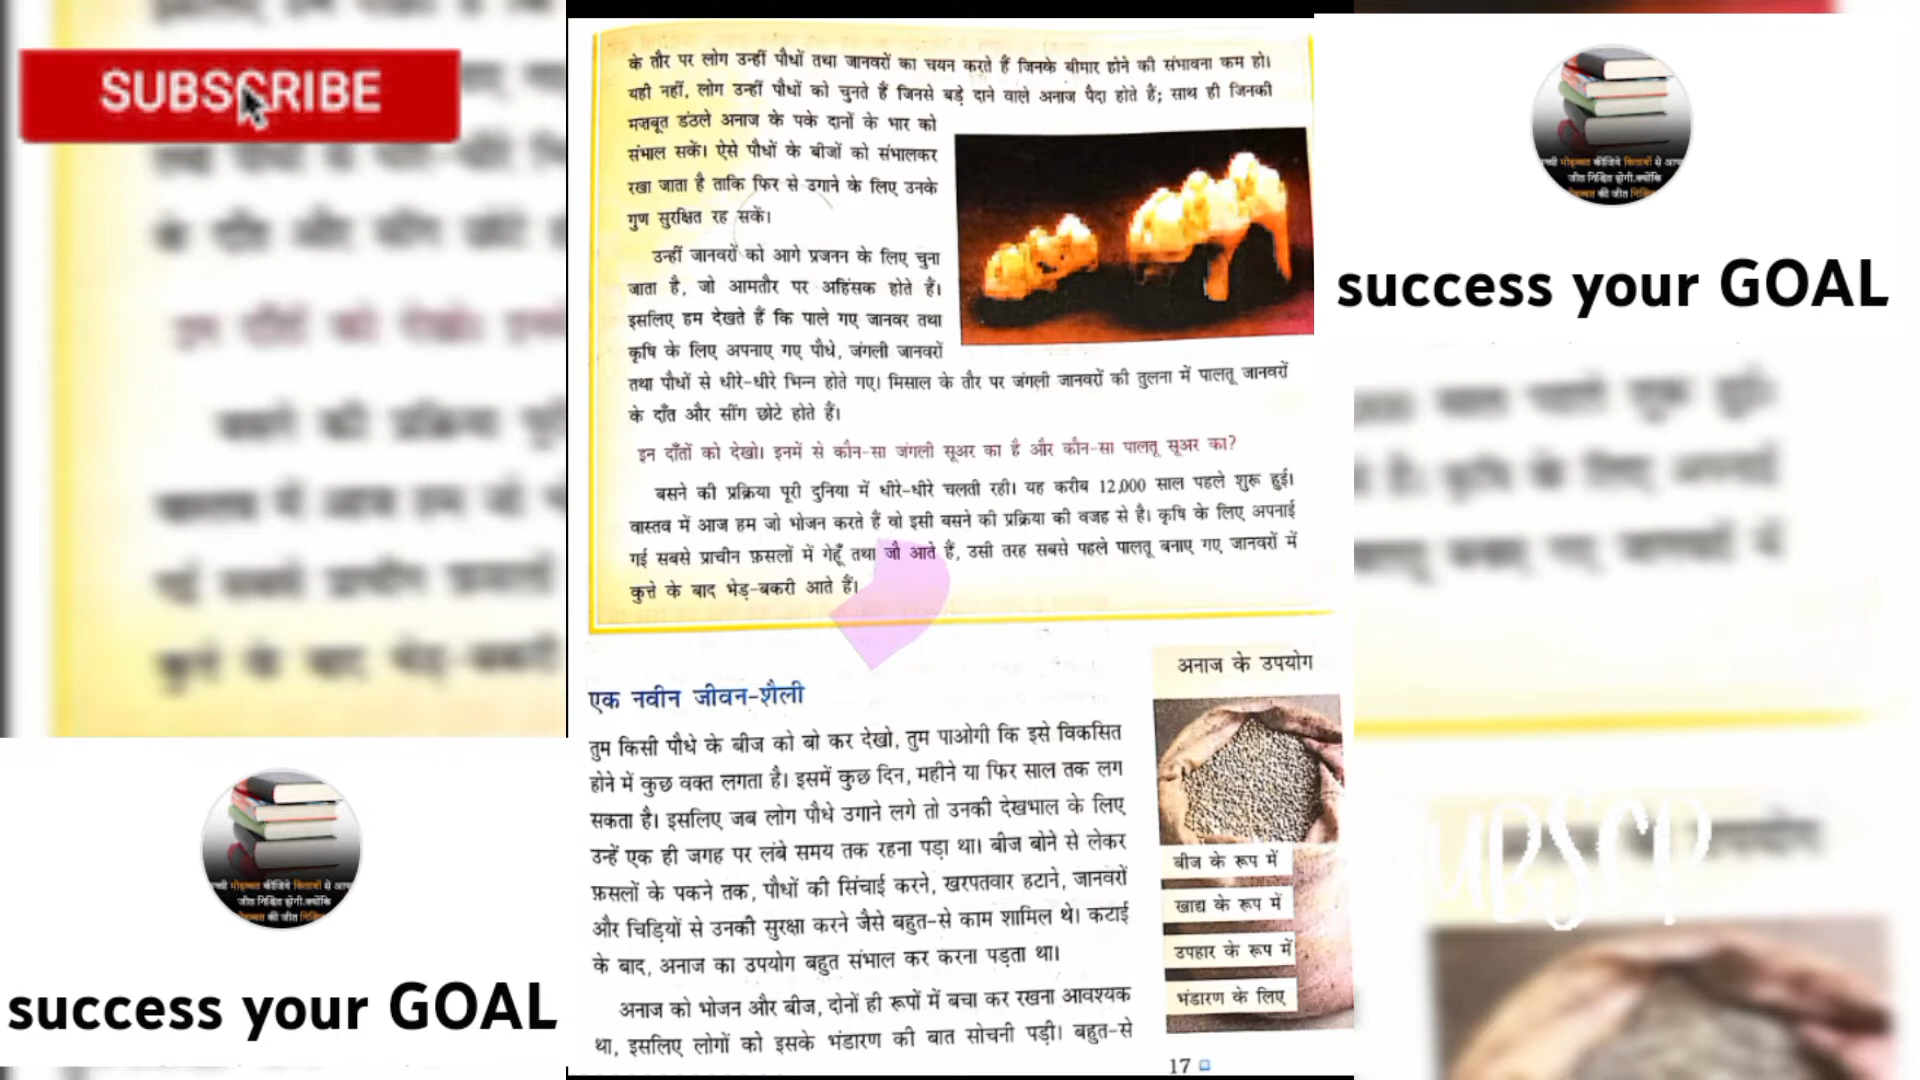 SUBSCRIBE
के तौर पर लोग उन्हीं पौधों तथा जानवरों का चयन करते हैं जिनके बीमार होने की संभावना कम हो।
यही नहीं, लोग उन्हीं पौधों को चुनते हैं जिनसे बड़े दाने वाले अनाज पैदा होते हैं; साथ ही जिनकी
मज़बूत डंठले अनाज के पके दानों के भार को
संभाल सकें। ऐसे पौधों के बीजों को संभालकर
रखा जाता है ताकि फिर से उगाने के लिए उनके
गुण सुरक्षित रह सकें।
उन्हीं जानवरों को आगे प्रजनन के लिए चुना
जाता है, जो आमतौर पर अहिंसक होते हैं।
इसलिए हम देखते हैं कि पाले गए जानवर तथा
कृषि के लिए अपनाए गए पौधे, जंगली जानवरों
तथा पौधों से धीरे-धीरे भिन्न होते गए। मिसाल के तौर पर जंगली जानवरों की तुलना में पालतू जानवरों
के दाँत और सींग छोटे होते हैं।
इन दाँतों को देखो। इनमें से कौन-सा जंगली सूअर का है और कौन-सा पालतू सूअर का?
बसने की प्रक्रिया पूरी दुनिया में धीरे-धीरे चलती रही। यह करीब 12,000 साल पहले शुरू हुई।
वास्तव में आज हम जो भोजन करते हैं वो इसी बसने की प्रक्रिया की वजह से है। कृषि के लिए अपनाई
गई सबसे प्राचीन फ़सलों में गेहूँ तथा जौ आते हैं, उसी तरह सबसे पहले पालतू बनाए गए जानवरों में
कुत्ते के बाद भेड़-बकरी आते हैं।
एक नवीन जीवन-शैली
तुम किसी पौधे के बीज को बो कर देखो, तुम पाओगी कि इसे विकसित
होने में कुछ वक्त लगता है। इसमें कुछ दिन, महीने या फिर साल तक लग
सकता है। इसलिए जब लोग पौधे उगाने लगे तो उनकी देखभाल के लिए
उन्हें एक ही जगह पर लंबे समय तक रहना पड़ा था। बीज बोने से लेकर
फ़सलों के पकने तक, पौधों की सिंचाई करने, खरपतवार हटाने, जानवरों
और चिड़ियों से उनकी सुरक्षा करने जैसे बहुत-से काम शामिल थे। कटाई
के बाद, अनाज का उपयोग बहुत संभाल कर करना पड़ता था।
अनाज को भोजन और बीज, दोनों ही रूपों में बचा कर रखना आवश्यक
था, इसलिए लोगों को इसके भंडारण की बात सोचनी पड़ी। बहुत-से
अनाज के उपयोग
बीज के रूप में
खाद्य के रूप में
उपहार के रूप में
भंडारण के लिए
17
success your GOAL
success your GOAL